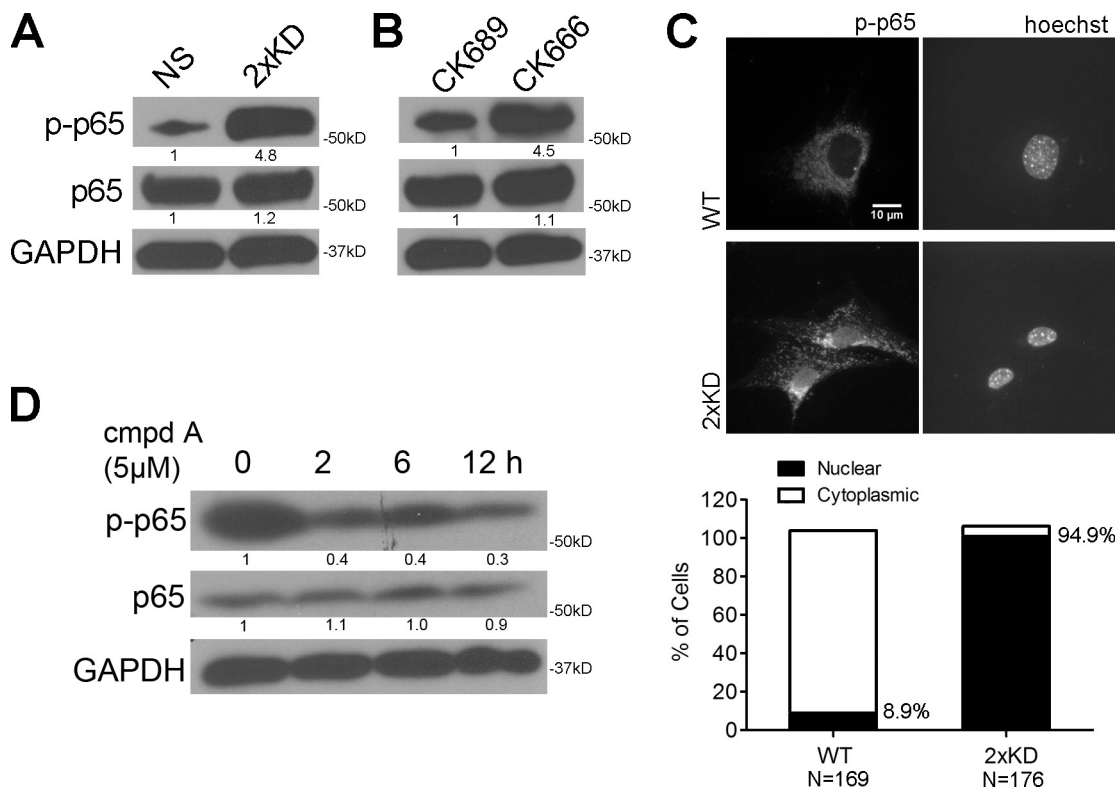 A
NS 2xKD
p-p65 -50kD
1 4.8
p65 -50kD
1 1.2
GAPDH -37kD
B
CK689 CK666
-50kD
1 4.5
-50kD
1 1.1
-37kD
C
p-p65 hoechst
WT
10 µm
2xKD
Nuclear
Cytoplasmic
120
100
80
60
40
20
0
% of Cells
8.9%
94.9%
WT 2xKD
N=169 N=176
D
cmpd A
(5µM) 0 2 6 12 h
p-p65 -50kD
1 0.4 0.4 0.3
p65 -50kD
1 1.1 1.0 0.9
GAPDH -37kD